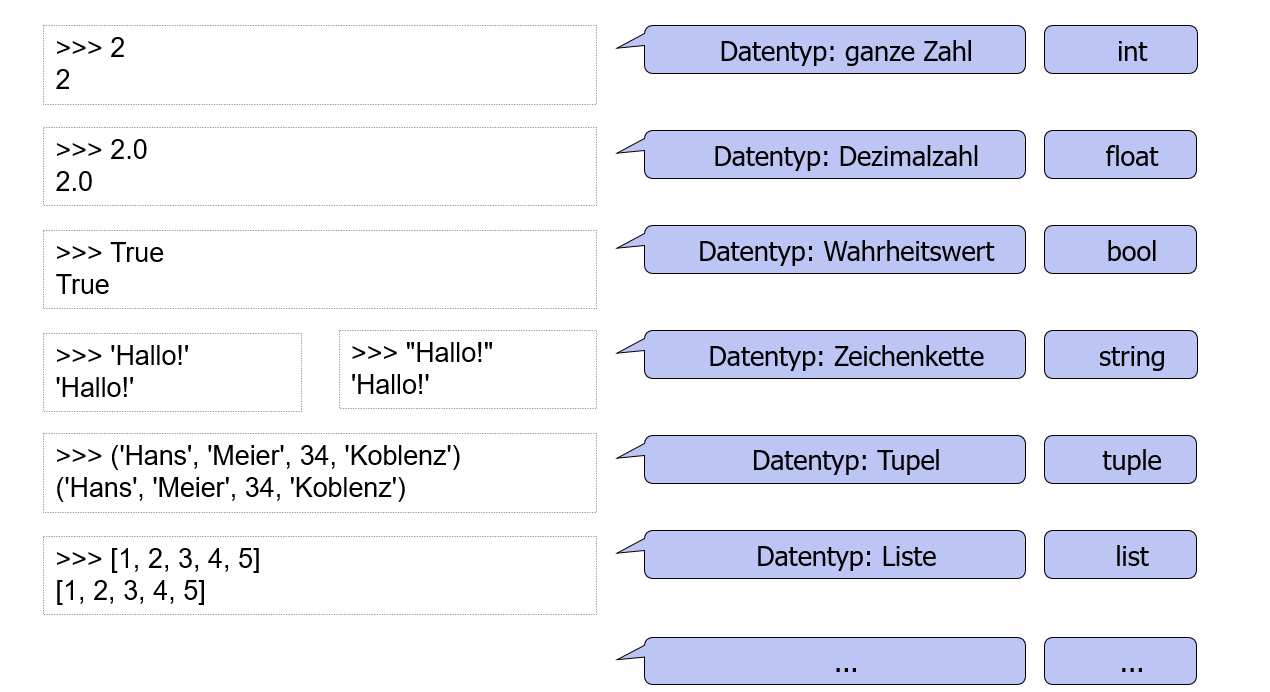 >>> 2
2
Datentyp: ganze Zahl
int
>>> 2.0
2.0
Datentyp: Dezimalzahl
float
>>> True
True
Datentyp: Wahrheitswert
bool
>>> 'Hallo!'
'Hallo!'
>>> "Hallo!"
'Hallo!'
Datentyp: Zeichenkette
string
>>> ('Hans', 'Meier', 34, 'Koblenz')
('Hans', 'Meier', 34, 'Koblenz')
Datentyp: Tupel
tuple
>>> [1, 2, 3, 4, 5]
[1, 2, 3, 4, 5]
Datentyp: Liste
list
...
...